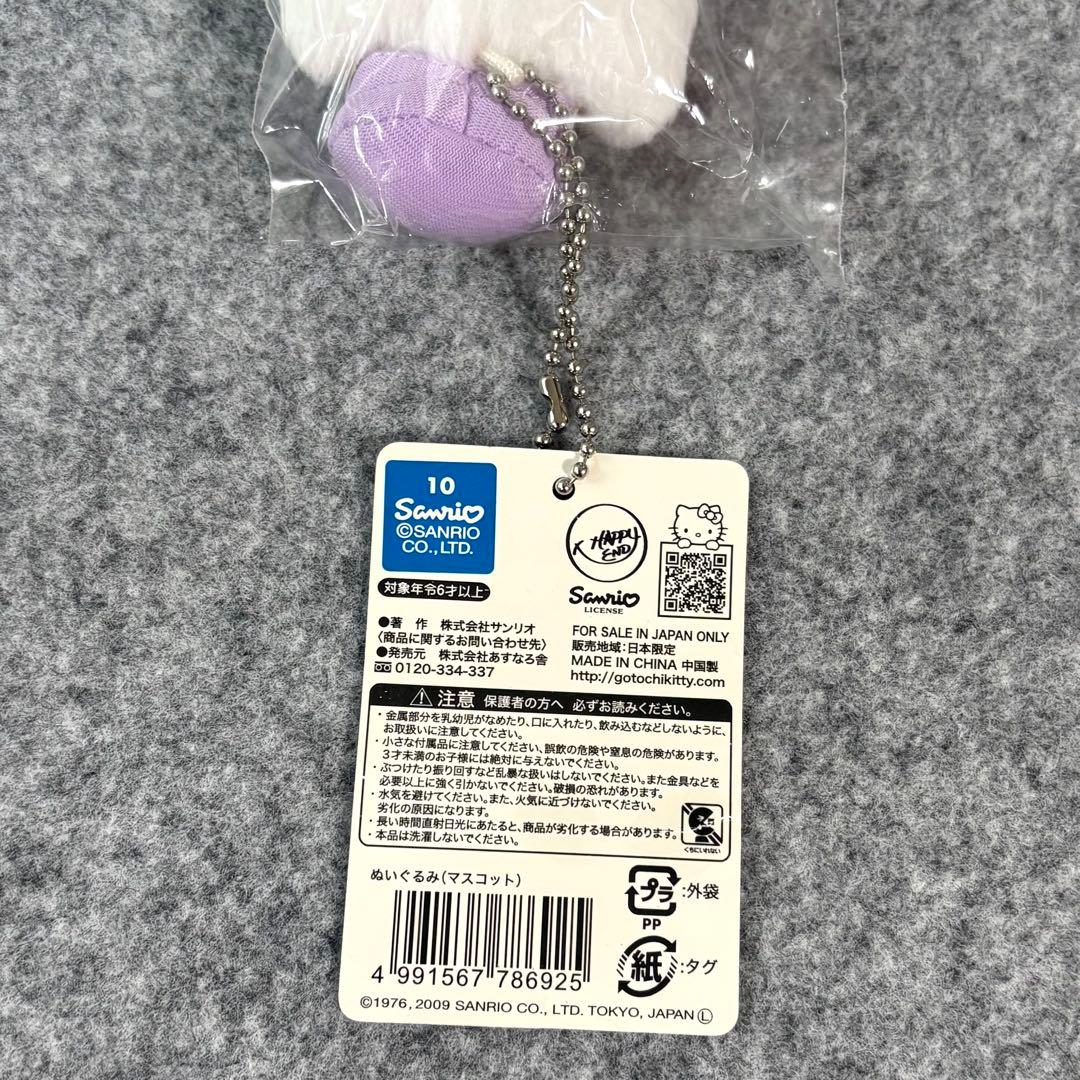 10
Sanrio
©SANRIO
CO., LTD.
対象年令6才以上
HAPPY
END
Sanrio
LICENSE
●著 作 株式会社サンリオ
〈商品に関するお問い合わせ先〉
●発売元 株式会社あすなろ舎
0120-334-337
FOR SALE IN JAPAN ONLY
販売地域:日本限定
MADE IN CHINA 中国製
http://gotochikitty.com
注意 保護者の方へ 必ずお読みください。
・金属部分を乳幼児がなめたり、口に入れたり、飲み込むなどしないように、
お取扱いに注意してください。
・小さな付属品に注意してください、誤飲の危険や窒息の危険があります。
3才未満のお子様には絶対に与えないでください。
・ぶつけたり振り回すなど乱暴な扱いはしないでください。また金具などを
必要以上に強く引かないでください。破損の恐れがあります。
・水気を避けてください。また、火気に近づけないでください。
劣化の原因になります。
・長い時間直射日光にあたると、商品が劣化する場合があります。
・本品は洗濯しないでください。
くちにいれない
ぬいぐるみ(マスコット)
プラ
:外袋
PP
紙
:タグ
4 991567 786925
©1976, 2009 SANRIO CO., LTD. TOKYO, JAPAN Ⓛ